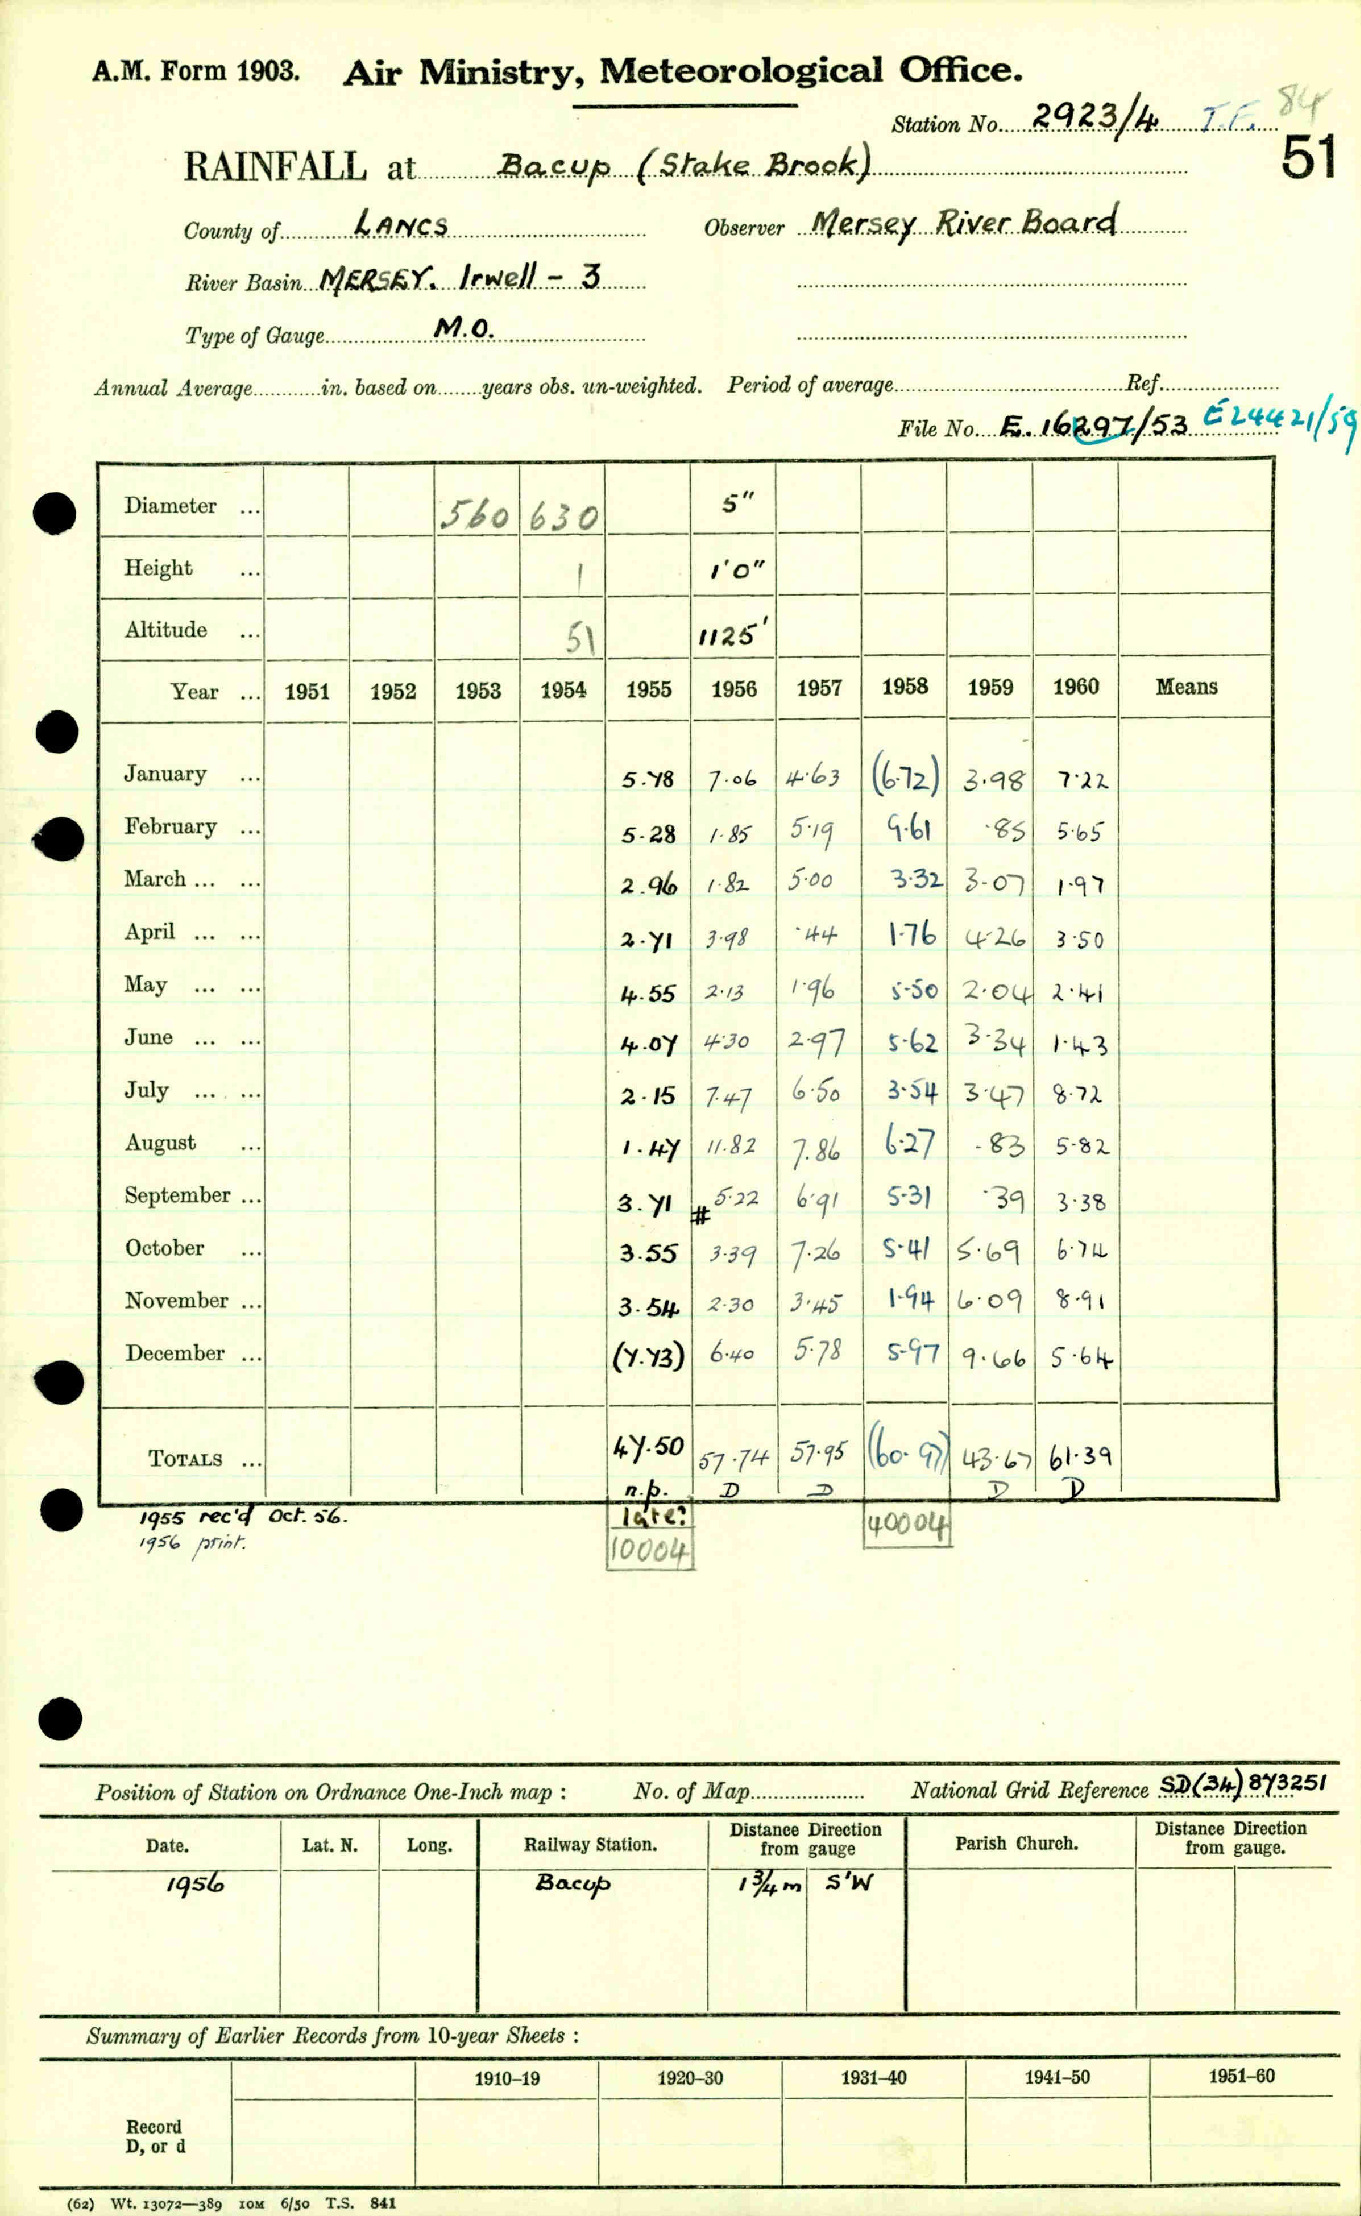 A.M. Form 1903. Air Ministry, Meteorological Office.
84
Station No. 2923/4 T.F.
51
RAINFALL at Bacup (Stake Brook)
County of LANCS Observer Mersey River Board
River Basin MERSEY. Irwell - 3
Type of Gauge M.O.
Annual Average in. based on years obs. un-weighted. Period of average Ref.
File No. E. 16297/53 E24421/59
Diameter ... 560 630 5"
Height ... 1 1'0"
Altitude ... 51 1125'
Year ... 1951 1952 1953 1954 1955 1956 1957 1958 1959 1960 Means
January ... 5.78 7.06 4.63 (6.72) 3.98 7.22
February ... 5.28 1.85 5.19 9.61 .85 5.65
March ... ... 2.96 1.82 5.00 3.32 3.07 1.97
April ... ... 2.71 3.98 .44 1.76 4.26 3.50
May ... ... 4.55 2.13 1.96 5.50 2.04 2.41
June ... ... 4.07 4.30 2.97 5.62 3.34 1.43
July ... ... 2.15 7.47 6.50 3.54 3.47 8.72
August ... 1.47 11.82 7.86 6.27 .83 5.82
September ... 3.71 # 5.22 6.91 5.31 .39 3.38
October ... 3.55 3.39 7.26 5.41 5.69 6.74
November ... 3.54 2.30 3.45 1.94 6.09 8.91
December ... (7.73) 6.40 5.78 5.97 9.66 5.64
TOTALS ... 47.50 57.74 57.95 (60.97) 43.67 61.39
n.p. D D D D
1955 rec'd Oct. 56. late? 40004
1956 print. 10004
Position of Station on Ordnance One-Inch map : No. of Map National Grid Reference SD(34) 873251
Date. Lat. N. Long. Railway Station. Distance from gauge Direction Parish Church. Distance from gauge. Direction
1956 Bacup 1 3/4 m S'W
Summary of Earlier Records from 10-year Sheets :
1910–19 1920–30 1931–40 1941–50 1951–60
Record
D, or d
(62) Wt. 13072—389 10M 6/50 T.S. 841